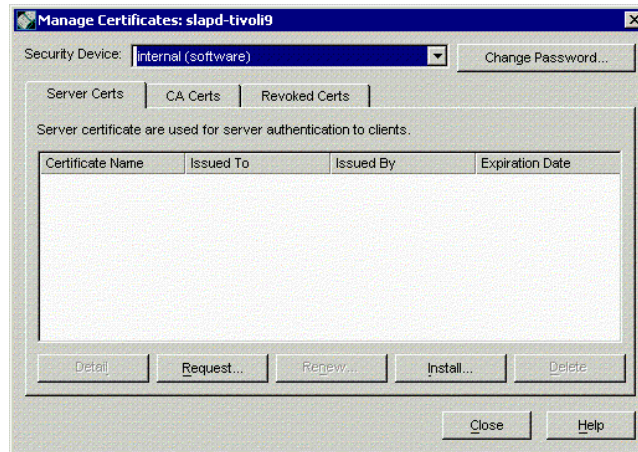 Manage Certificates: slapd-tivoli9
Security Device: internal (software) Change Password...
Server Certs CA Certs Revoked Certs
Server certificate are used for server authentication to clients.
Certificate Name Issued To Issued By Expiration Date
Detail Request... Renew... Install... Delete
Close Help